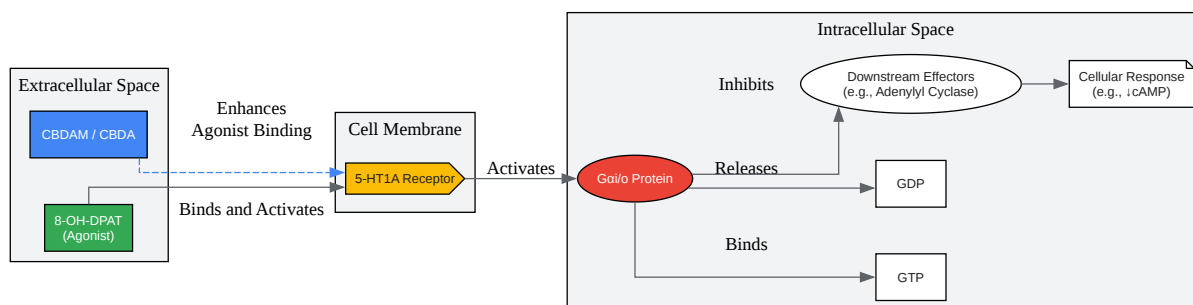 Extracellular Space
CBDAM / CBDA
8-OH-DPAT
(Agonist)
Enhances
Agonist Binding
Binds and Activates
Cell Membrane
5-HT1A Receptor
Activates
Intracellular Space
Gαi/o Protein
Inhibits
Downstream Effectors
(e.g., Adenylyl Cyclase)
Cellular Response
(e.g., ↓cAMP)
Releases
GDP
Binds
GTP